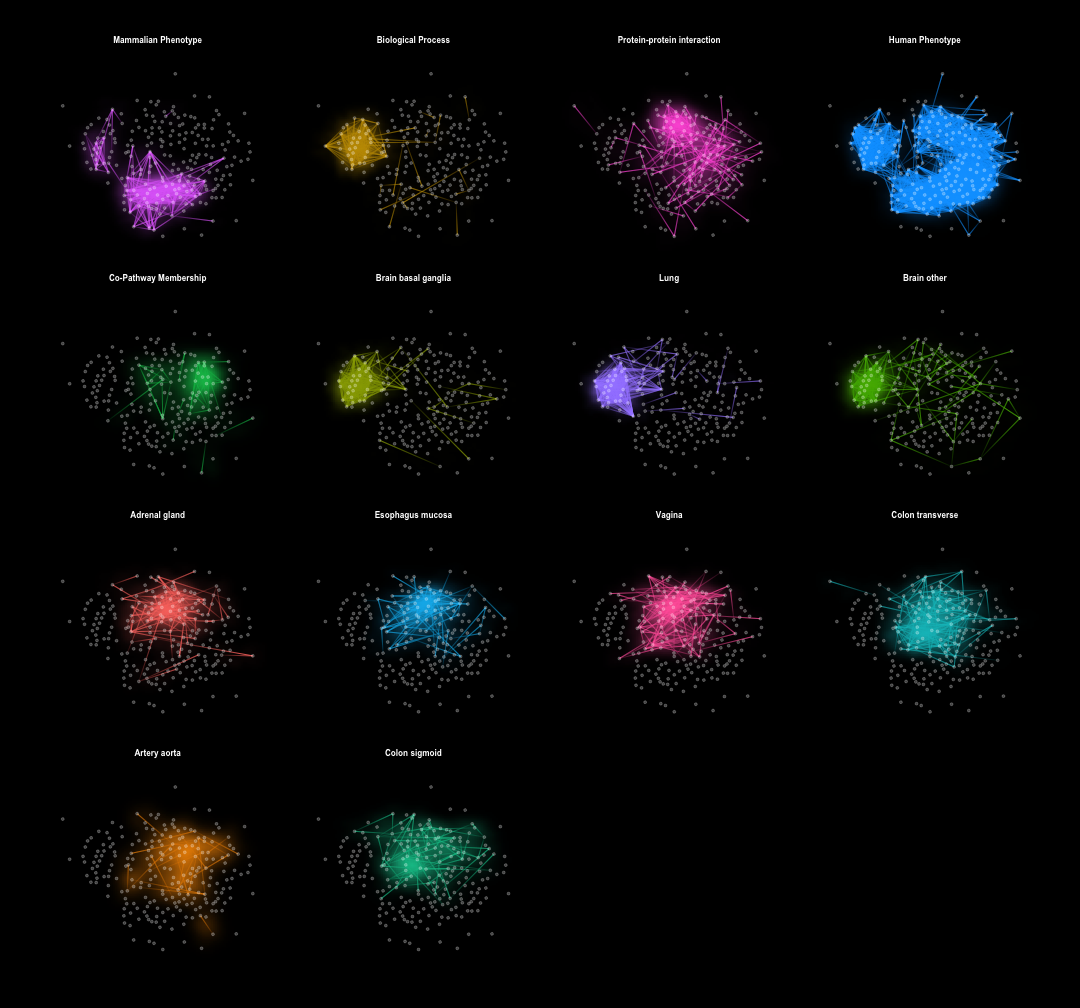 Mammalian Phenotype
Biological Process
Protein-protein interaction
Human Phenotype
Co-Pathway Membership
Brain basal ganglia
Lung
Brain other
Adrenal gland
Esophagus mucosa
Vagina
Colon transverse
Artery aorta
Colon sigmoid